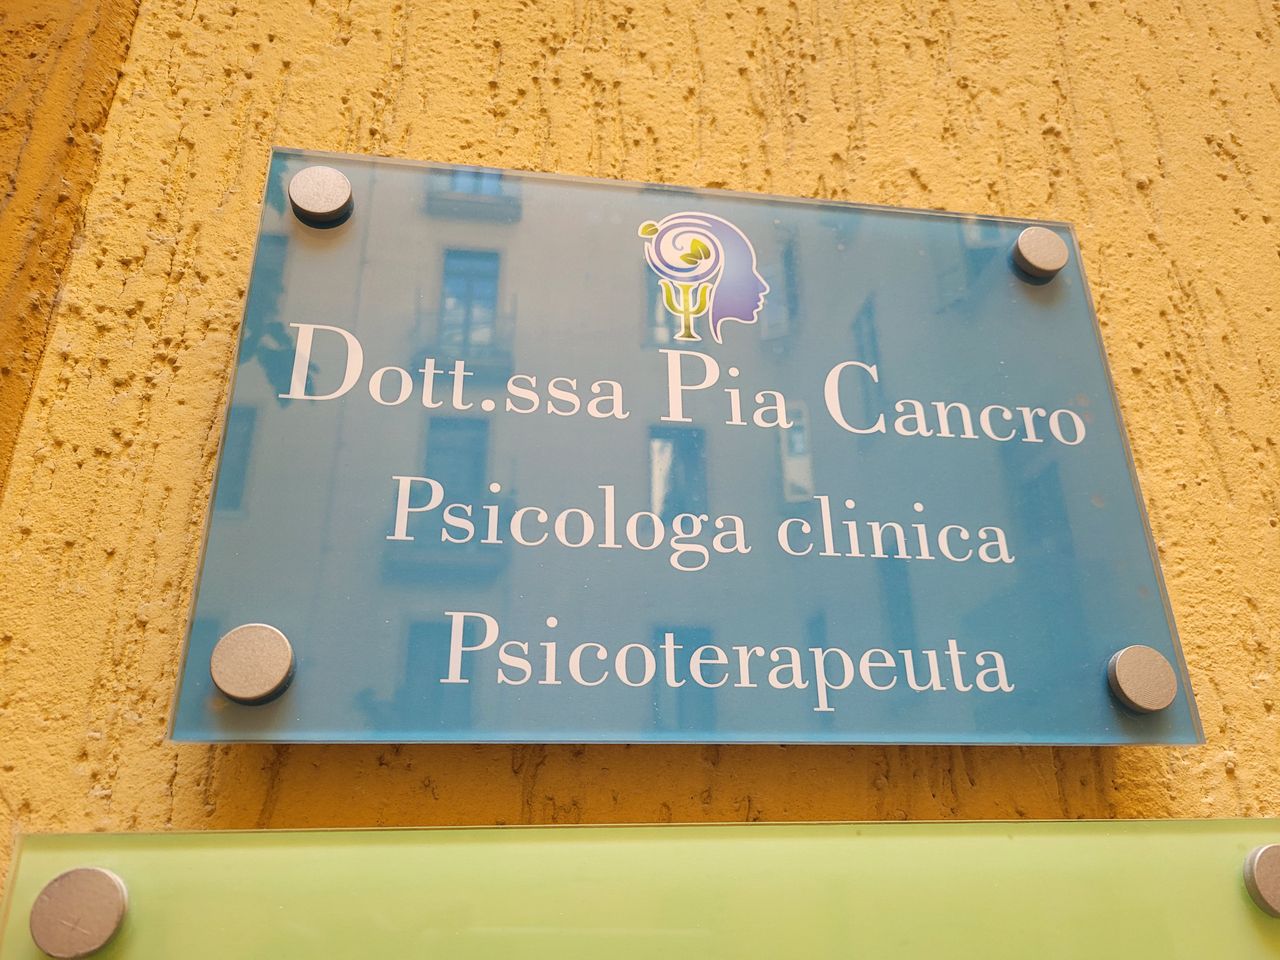 Dott.ssa Pia Cancro
Psicologa clinica
Psicoterapeuta